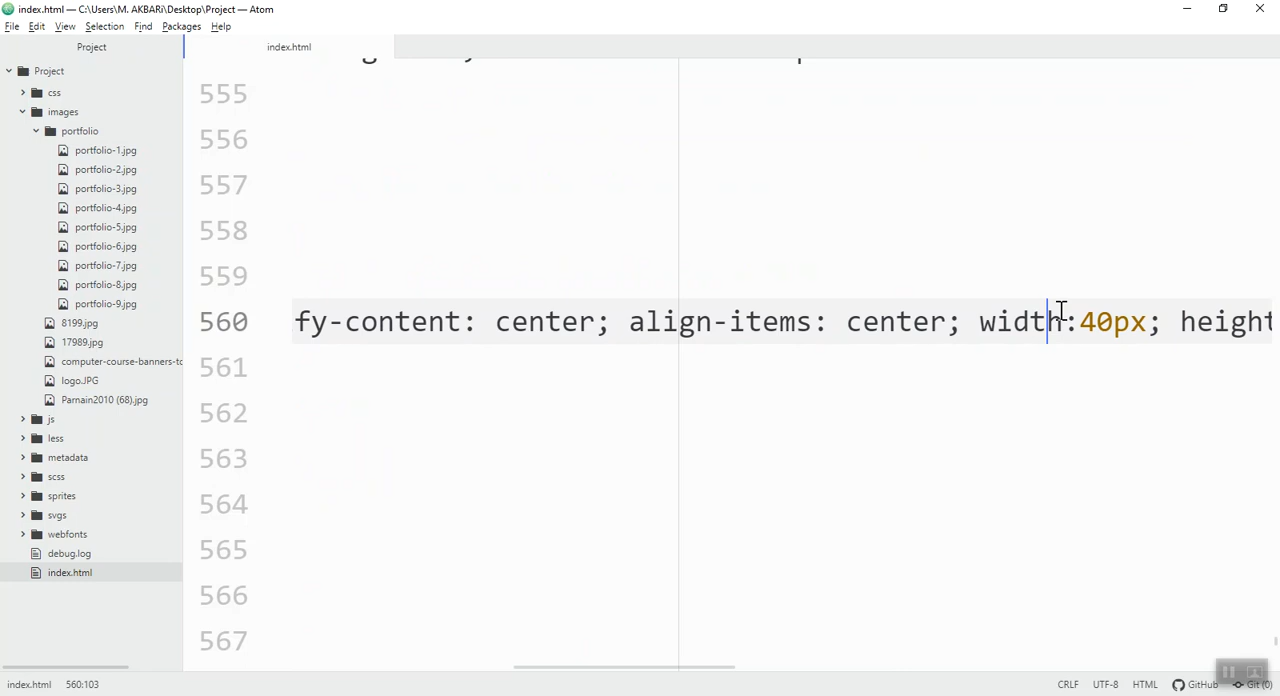 index.html — C:\Users\M. AKBARi\Desktop\Project — Atom
File Edit View Selection Find Packages Help
Project
index.html
Project
css
images
portfolio
portfolio-1.jpg
portfolio-2.jpg
portfolio-3.jpg
portfolio-4.jpg
portfolio-5.jpg
portfolio-6.jpg
portfolio-7.jpg
portfolio-8.jpg
portfolio-9.jpg
8199.jpg
17989.jpg
computer-course-banners-tc
logo.JPG
Parnain2010 (68).jpg
js
less
metadata
scss
sprites
svgs
webfonts
debug.log
index.html
555
556
557
558
559
560 fy-content: center; align-items: center; width:40px; height
561
562
563
564
565
566
567
index.html 560:103 CRLF UTF-8 HTML GitHub Git (0)